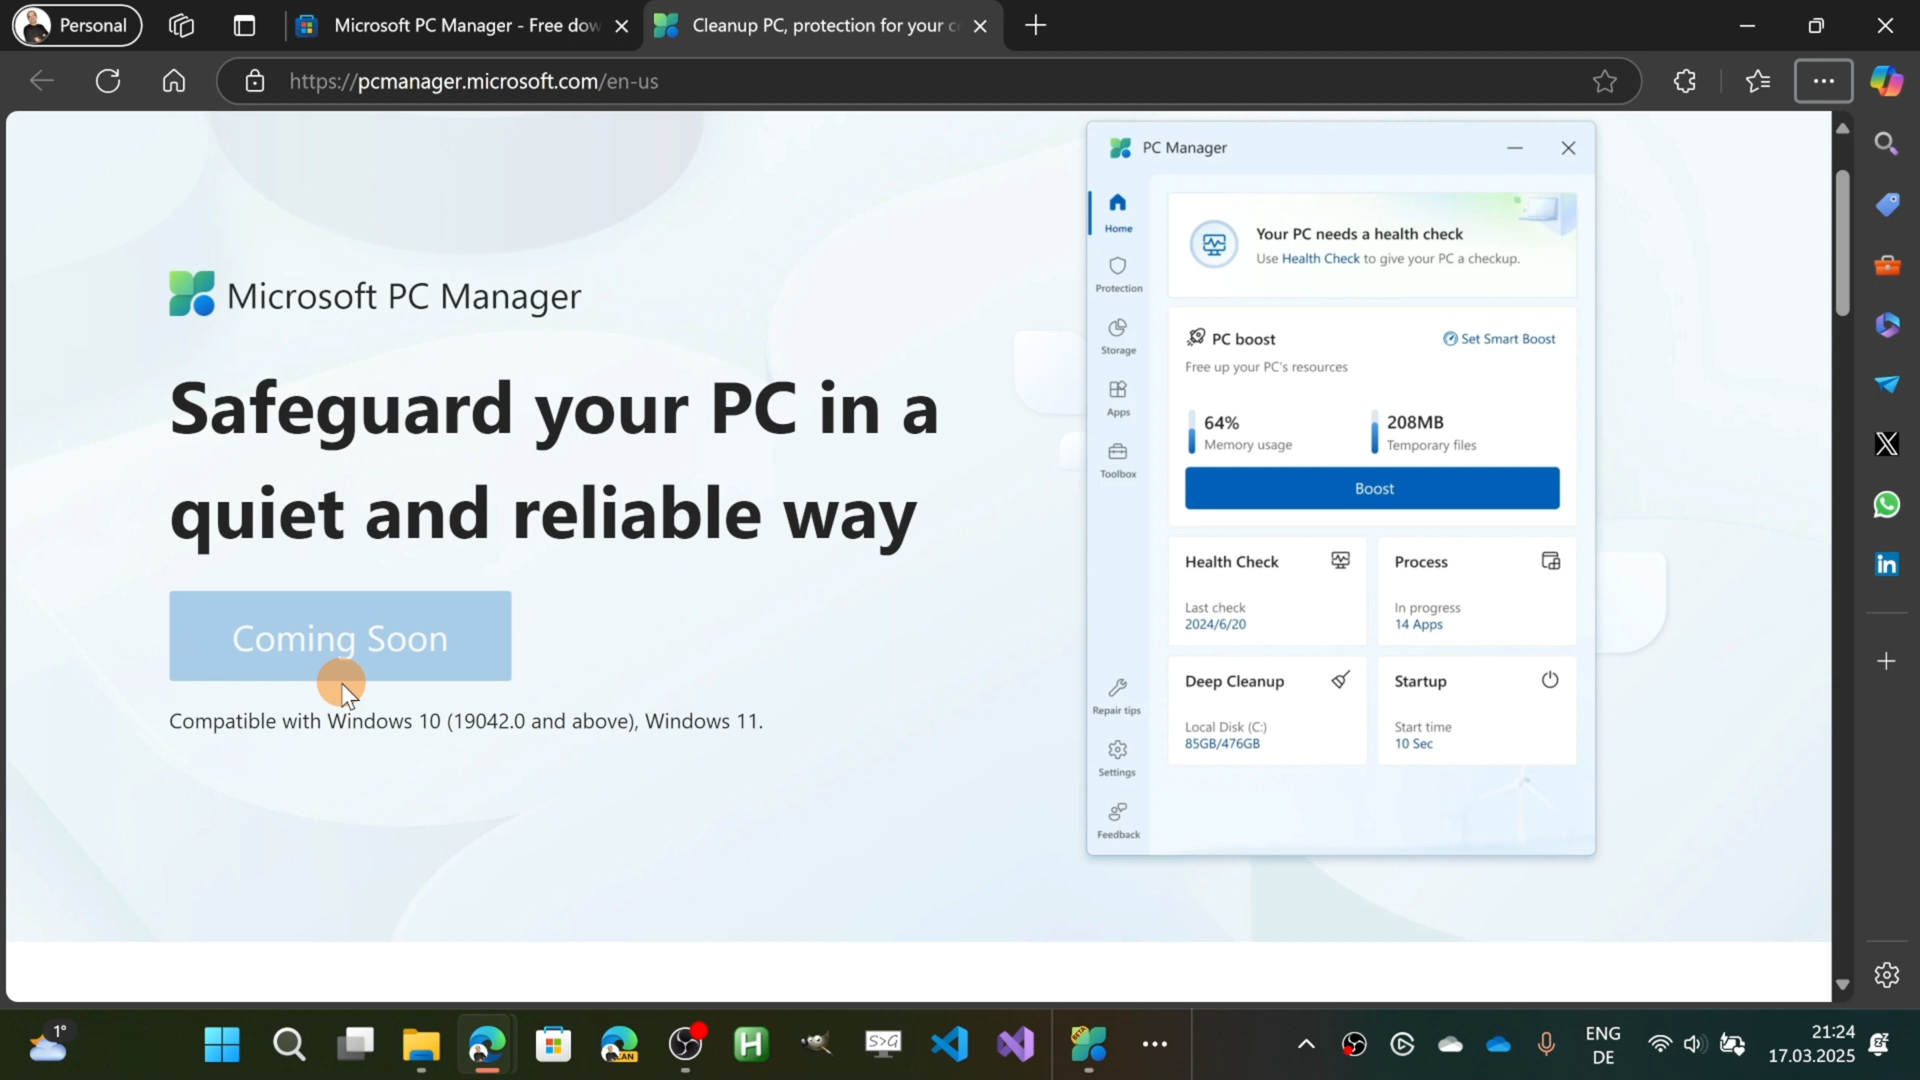 Personal
Microsoft PC Manager - Free dow
Cleanup PC, protection for your c
https://pcmanager.microsoft.com/en-us
Microsoft PC Manager
Safeguard your PC in a
quiet and reliable way
Coming Soon
Compatible with Windows 10 (19042.0 and above), Windows 11.
PC Manager
Home
Protection
Storage
Apps
Toolbox
Repair tips
Settings
Feedback
Your PC needs a health check
Use Health Check to give your PC a checkup.
PC boost
Set Smart Boost
Free up your PC's resources
64%
Memory usage
208MB
Temporary files
Boost
Health Check
Last check
2024/6/20
Process
In progress
14 Apps
Deep Cleanup
Local Disk (C:)
85GB/476GB
Startup
Start time
10 Sec
1°
CAN
S>G
BETA
ENG
DE
21:24
17.03.2025